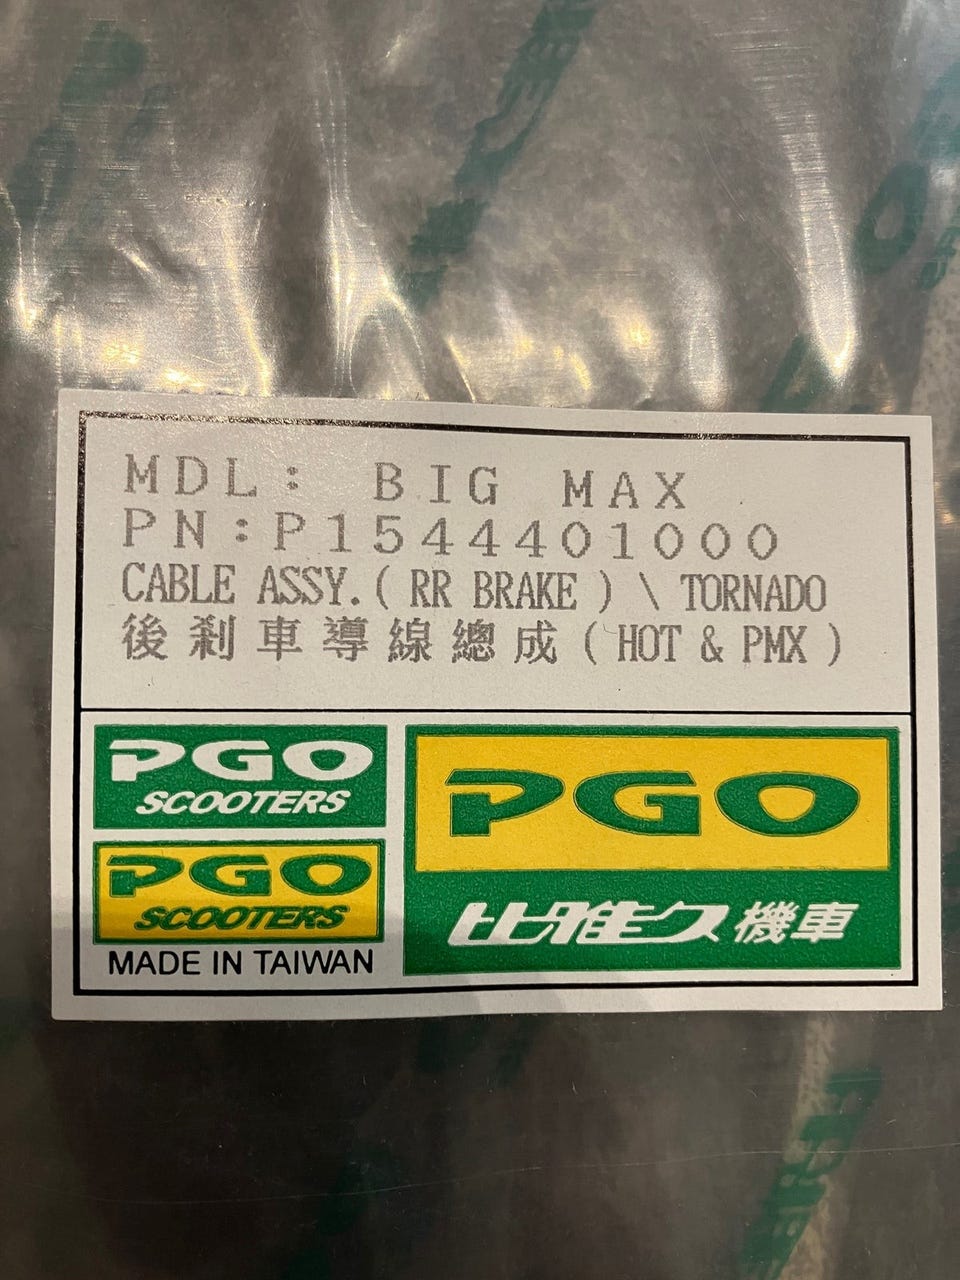 MDL: BIG MAX
PN:P1544401000
CABLE ASSY.( RR BRAKE ) \ TORNADO
後剎車導線總成 ( HOT & PMX )
PGO
SCOOTERS
PGO
SCOOTERS
MADE IN TAIWAN
PGO
比雅久機車